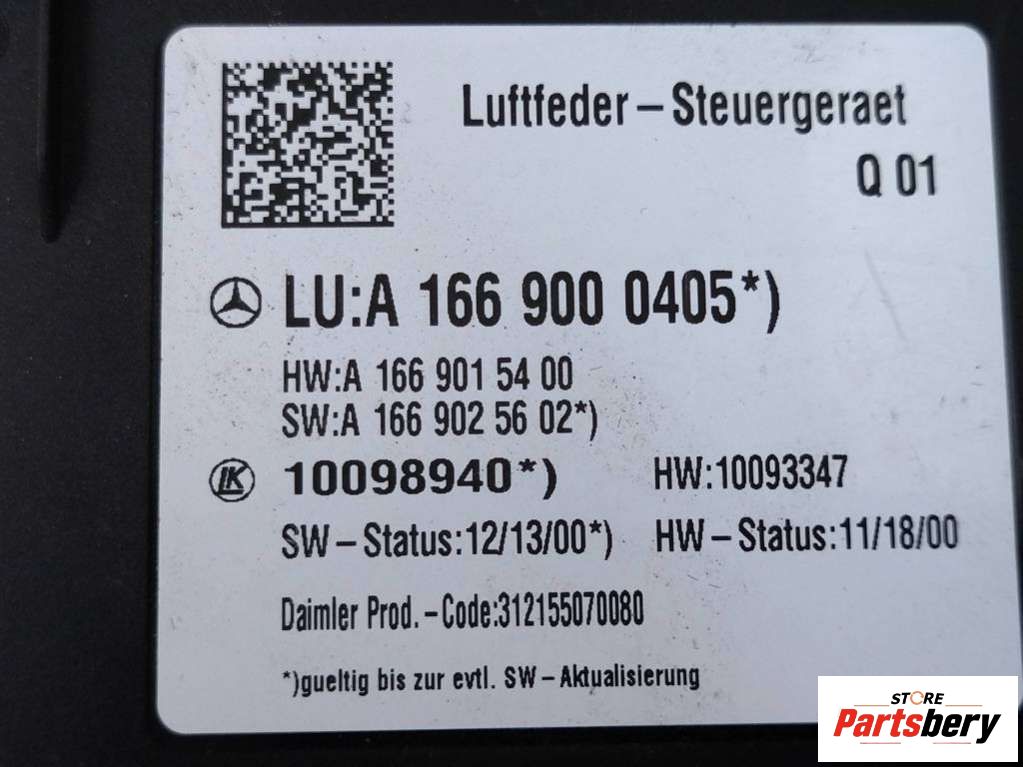 Luftfeder-Steuergeraet
Q 01
LU:A 166 900 0405*)
HW:A 166 901 54 00
SW:A 166 902 56 02*)
LK 10098940*) HW:10093347
SW-Status:12/13/00*) HW-Status:11/18/00
Daimler Prod.-Code:312155070080
*)gueltig bis zur evtl. SW-Aktualisierung
STORE
Partsbery